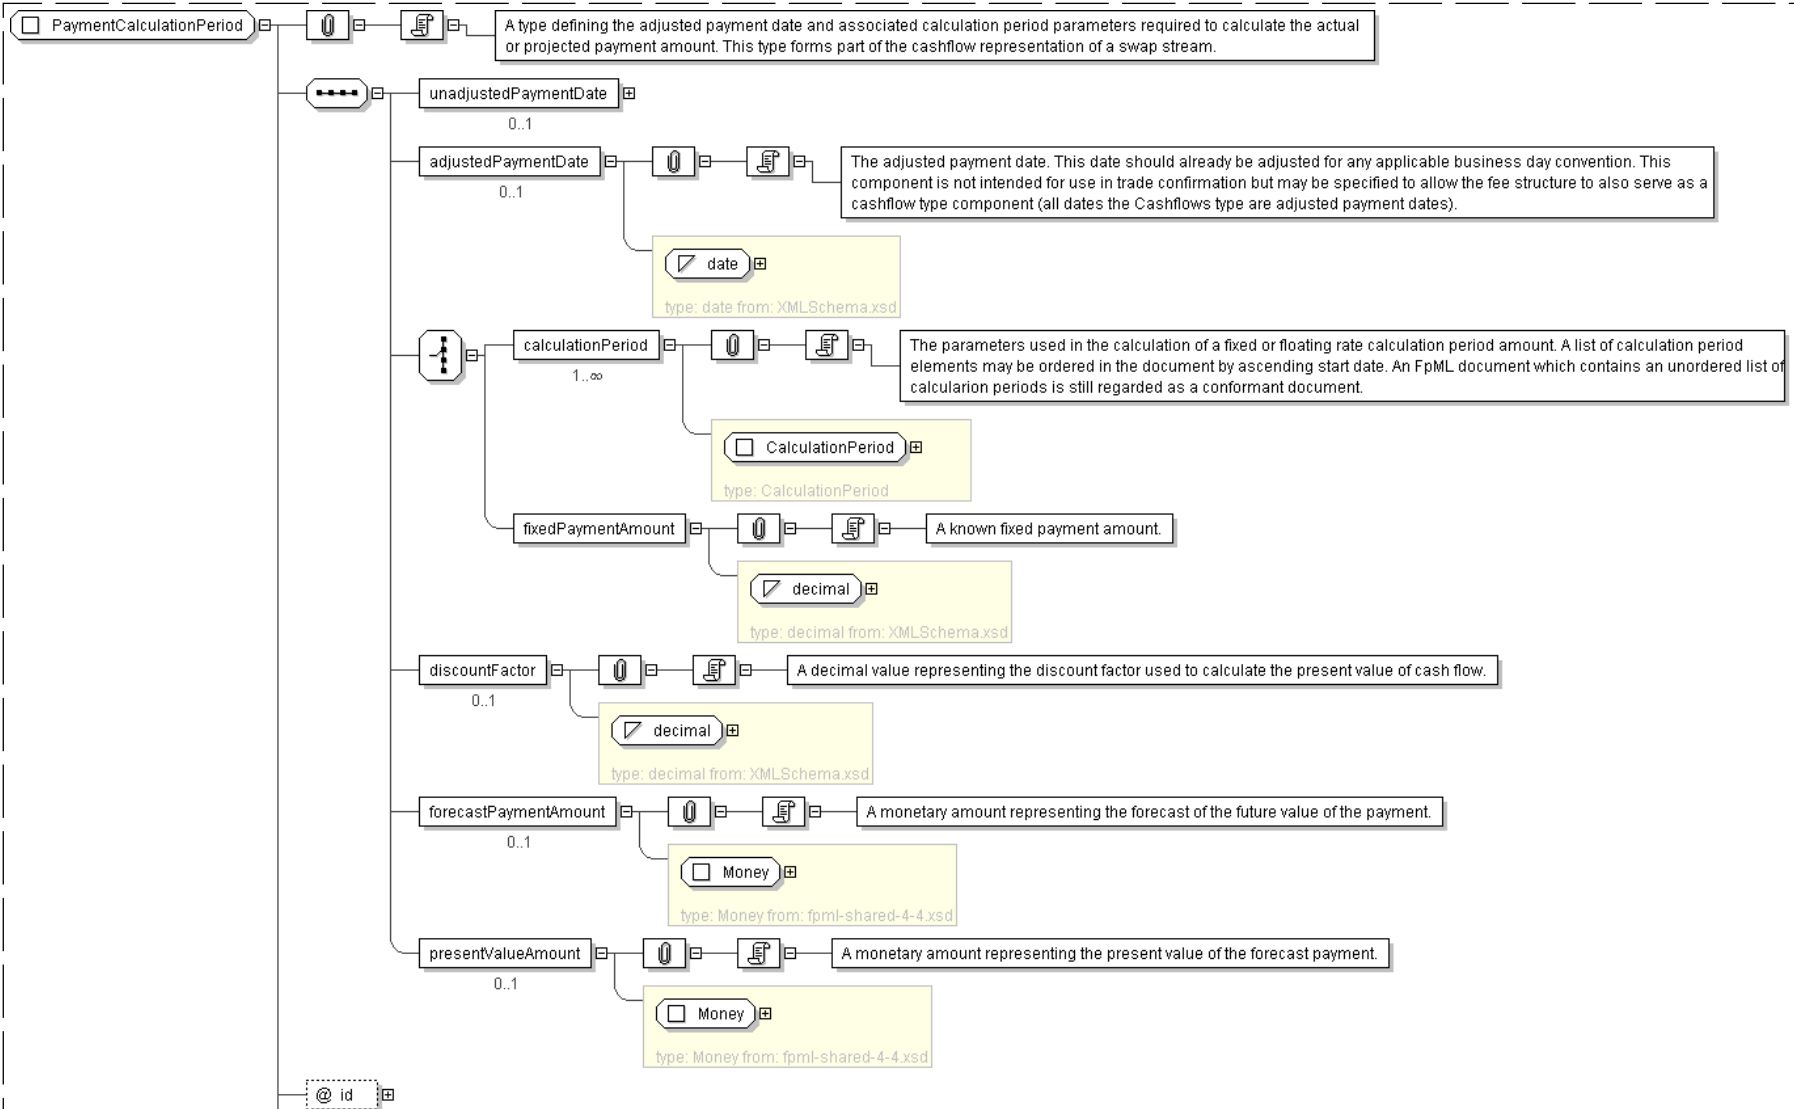 PaymentCalculationPeriod
A type defining the adjusted payment date and associated calculation period parameters required to calculate the actual
or projected payment amount. This type forms part of the cashflow representation of a swap stream.
unadjustedPaymentDate
0..1
adjustedPaymentDate
0..1
The adjusted payment date. This date should already be adjusted for any applicable business day convention. This
component is not intended for use in trade confirmation but may be specified to allow the fee structure to also serve as a
cashflow type component (all dates the Cashflows type are adjusted payment dates).
date
type: date from: XMLSchema.xsd
calculationPeriod
1..∞
The parameters used in the calculation of a fixed or floating rate calculation period amount. A list of calculation period
elements may be ordered in the document by ascending start date. An FpML document which contains an unordered list of
calcularion periods is still regarded as a conformant document.
CalculationPeriod
type: CalculationPeriod
fixedPaymentAmount
A known fixed payment amount.
decimal
type: decimal from: XMLSchema.xsd
discountFactor
0..1
A decimal value representing the discount factor used to calculate the present value of cash flow.
decimal
type: decimal from: XMLSchema.xsd
forecastPaymentAmount
0..1
A monetary amount representing the forecast of the future value of the payment.
Money
type: Money from: fpml-shared-4-4.xsd
presentValueAmount
0..1
A monetary amount representing the present value of the forecast payment.
Money
type: Money from: fpml-shared-4-4.xsd
@ id